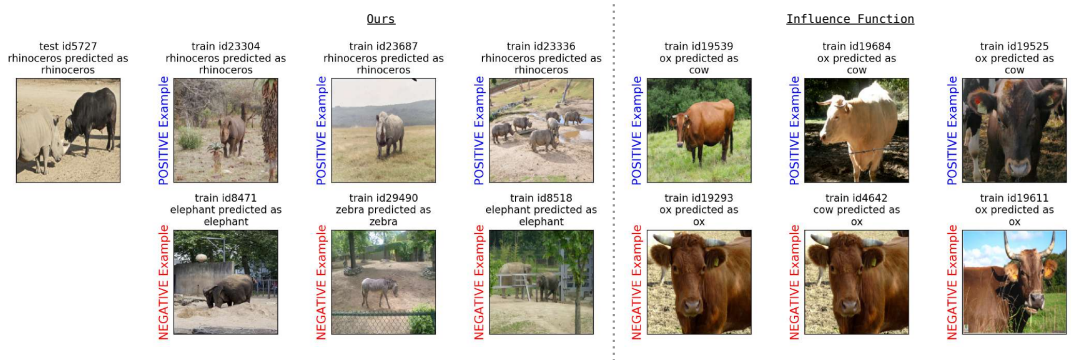 Ours
Influence Function
test id5727
rhinoceros predicted as
rhinoceros
train id23304
rhinoceros predicted as
rhinoceros
train id23687
rhinoceros predicted as
rhinoceros
train id23336
rhinoceros predicted as
rhinoceros
train id19539
ox predicted as
cow
train id19684
ox predicted as
cow
train id19525
ox predicted as
cow
POSITIVE Example
POSITIVE Example
POSITIVE Example
POSITIVE Example
POSITIVE Example
POSITIVE Example
train id8471
elephant predicted as
elephant
train id29490
zebra predicted as
zebra
train id8518
elephant predicted as
elephant
train id19293
ox predicted as
ox
train id4642
cow predicted as
ox
train id19611
ox predicted as
ox
NEGATIVE Example
NEGATIVE Example
NEGATIVE Example
NEGATIVE Example
NEGATIVE Example
NEGATIVE Example